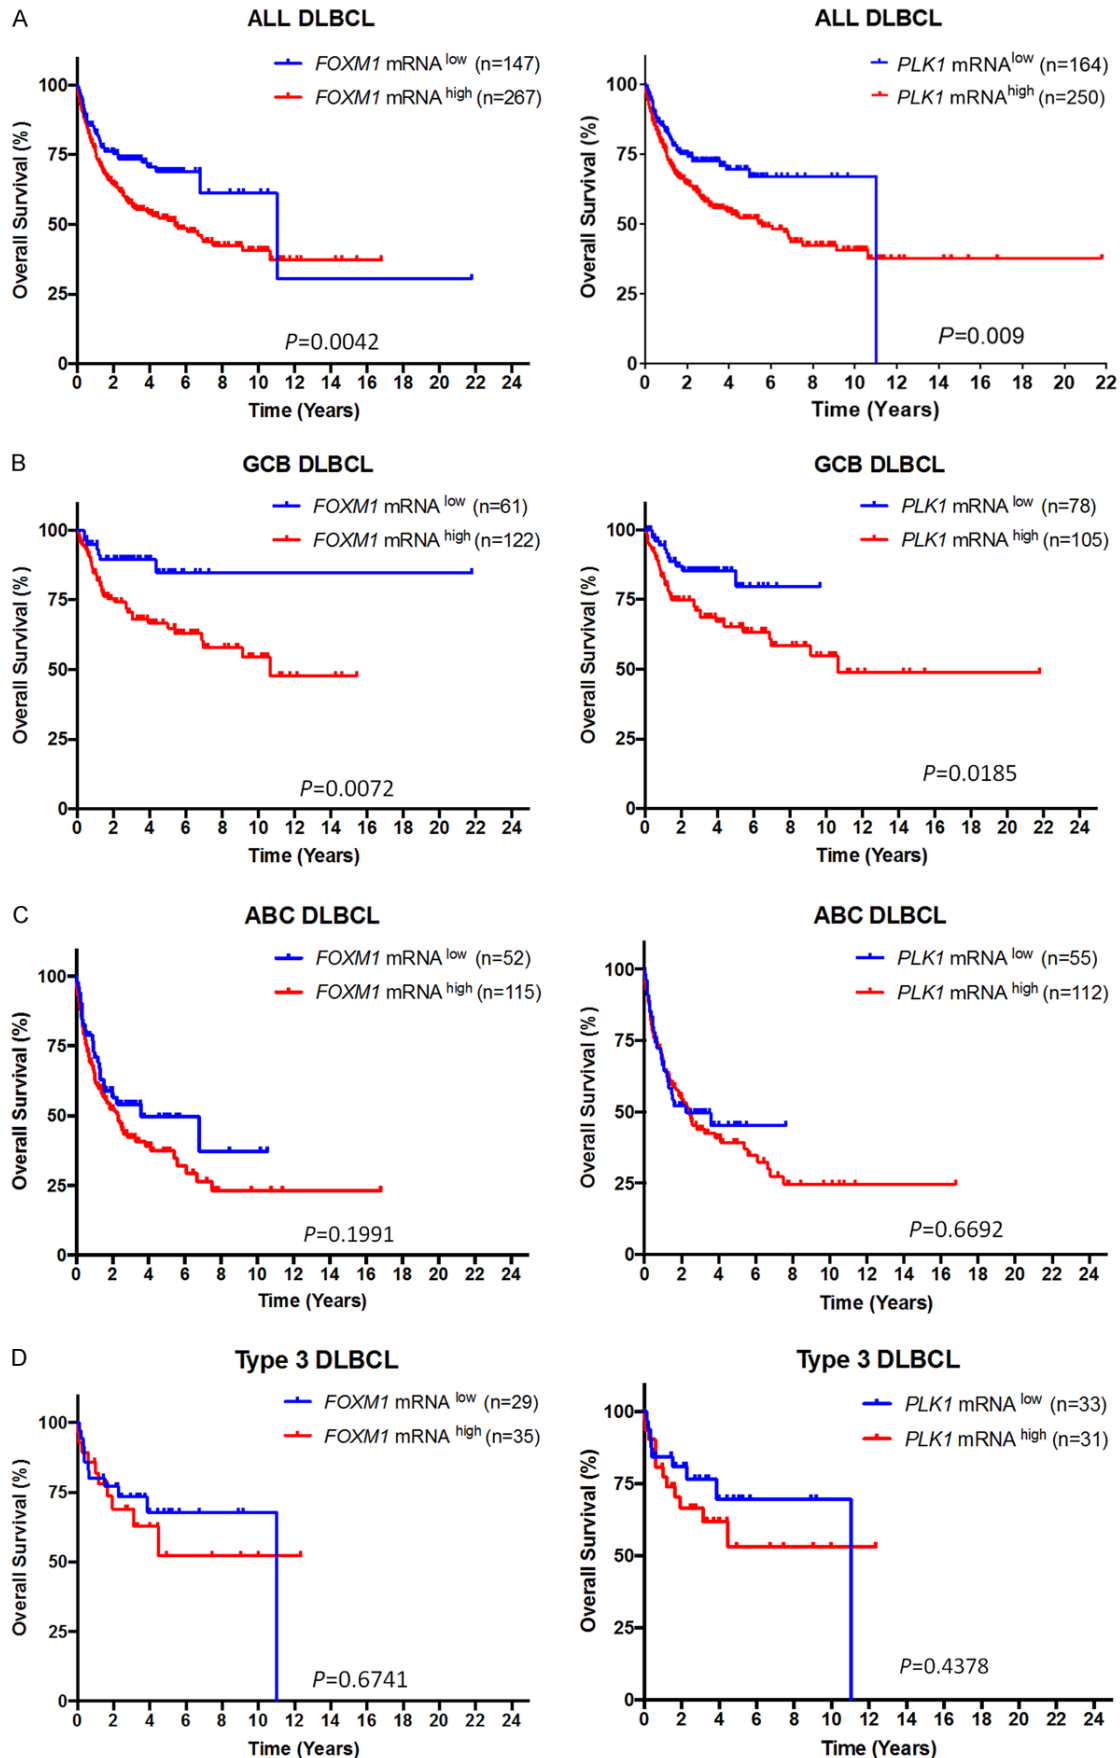 A
ALL DLBCL
FOXM1 mRNA low (n=147)
FOXM1 mRNA high (n=267)
Overall Survival (%)
100
75
50
25
0
P=0.0042
0 2 4 6 8 10 12 14 16 18 20 22 24
Time (Years)
ALL DLBCL
PLK1 mRNA low (n=164)
PLK1 mRNA high (n=250)
Overall Survival (%)
100
75
50
25
0
P=0.009
0 2 4 6 8 10 12 14 16 18 20 22
Time (Years)
B
GCB DLBCL
FOXM1 mRNA low (n=61)
FOXM1 mRNA high (n=122)
Overall Survival (%)
100
75
50
25
0
P=0.0072
0 2 4 6 8 10 12 14 16 18 20 22 24
Time (Years)
GCB DLBCL
PLK1 mRNA low (n=78)
PLK1 mRNA high (n=105)
Overall Survival (%)
100
75
50
25
0
P=0.0185
0 2 4 6 8 10 12 14 16 18 20 22 24
Time (Years)
C
ABC DLBCL
FOXM1 mRNA low (n=52)
FOXM1 mRNA high (n=115)
Overall Survival (%)
100
75
50
25
0
P=0.1991
0 2 4 6 8 10 12 14 16 18 20 22 24
Time (Years)
ABC DLBCL
PLK1 mRNA low (n=55)
PLK1 mRNA high (n=112)
Overall Survival (%)
100
75
50
25
0
P=0.6692
0 2 4 6 8 10 12 14 16 18 20 22 24
Time (Years)
D
Type 3 DLBCL
FOXM1 mRNA low (n=29)
FOXM1 mRNA high (n=35)
Overall Survival (%)
100
75
50
25
0
P=0.6741
0 2 4 6 8 10 12 14 16 18 20 22 24
Time (Years)
Type 3 DLBCL
PLK1 mRNA low (n=33)
PLK1 mRNA high (n=31)
Overall Survival (%)
100
75
50
25
0
P=0.4378
0 2 4 6 8 10 12 14 16 18 20 22 24
Time (Years)